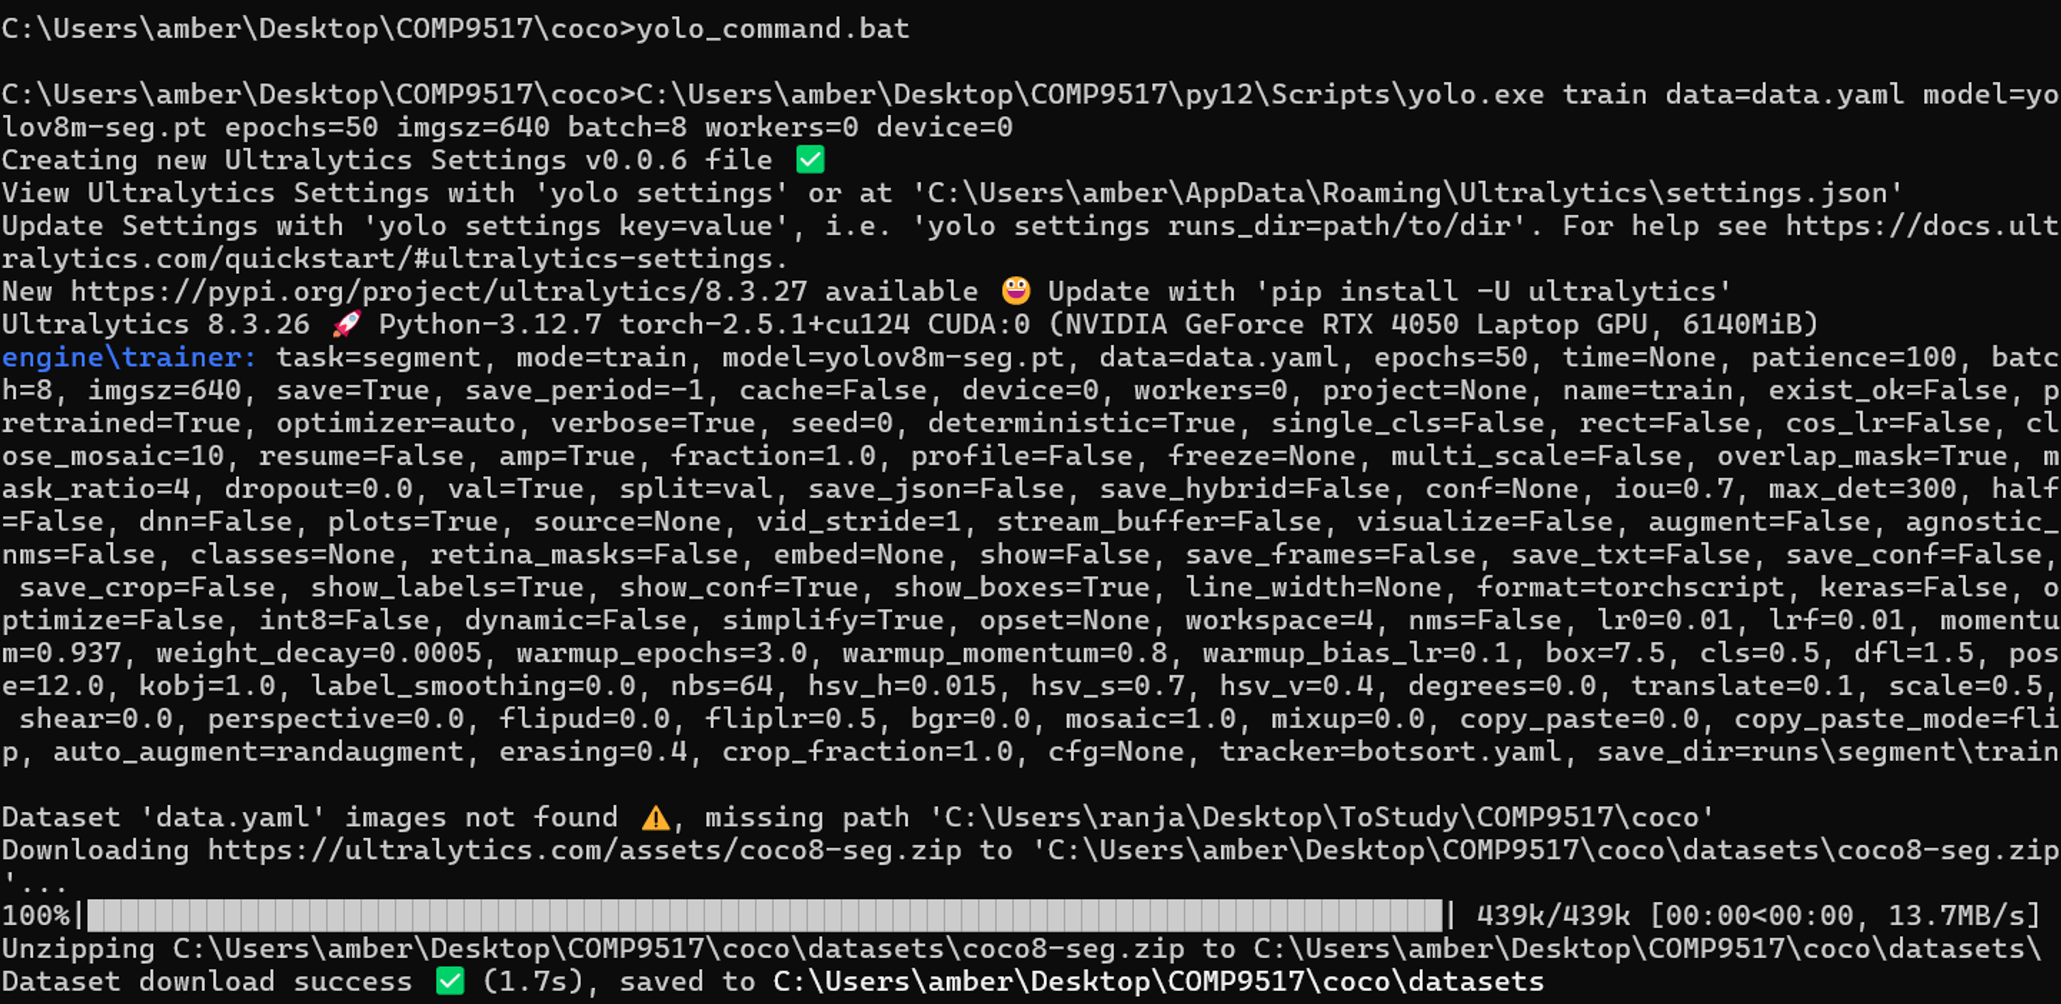 C:\Users\amber\Desktop\COMP9517\coco>yolo_command.bat
C:\Users\amber\Desktop\COMP9517\coco>C:\Users\amber\Desktop\COMP9517\py12\Scripts\yolo.exe train data=data.yaml model=yo
lov8m-seg.pt epochs=50 imgsz=640 batch=8 workers=0 device=0
Creating new Ultralytics Settings v0.0.6 file ✅
View Ultralytics Settings with 'yolo settings' or at 'C:\Users\amber\AppData\Roaming\Ultralytics\settings.json'
Update Settings with 'yolo settings key=value', i.e. 'yolo settings runs_dir=path/to/dir'. For help see https://docs.ult
ralytics.com/quickstart/#ultralytics-settings.
New https://pypi.org/project/ultralytics/8.3.27 available 😃 Update with 'pip install -U ultralytics'
Ultralytics 8.3.26 🚀 Python-3.12.7 torch-2.5.1+cu124 CUDA:0 (NVIDIA GeForce RTX 4050 Laptop GPU, 6140MiB)
engine\trainer: task=segment, mode=train, model=yolov8m-seg.pt, data=data.yaml, epochs=50, time=None, patience=100, batc
h=8, imgsz=640, save=True, save_period=-1, cache=False, device=0, workers=0, project=None, name=train, exist_ok=False, p
retrained=True, optimizer=auto, verbose=True, seed=0, deterministic=True, single_cls=False, rect=False, cos_lr=False, cl
ose_mosaic=10, resume=False, amp=True, fraction=1.0, profile=False, freeze=None, multi_scale=False, overlap_mask=True, m
ask_ratio=4, dropout=0.0, val=True, split=val, save_json=False, save_hybrid=False, conf=None, iou=0.7, max_det=300, half
=False, dnn=False, plots=True, source=None, vid_stride=1, stream_buffer=False, visualize=False, augment=False, agnostic_
nms=False, classes=None, retina_masks=False, embed=None, show=False, save_frames=False, save_txt=False, save_conf=False,
 save_crop=False, show_labels=True, show_conf=True, show_boxes=True, line_width=None, format=torchscript, keras=False, o
ptimize=False, int8=False, dynamic=False, simplify=True, opset=None, workspace=4, nms=False, lr0=0.01, lrf=0.01, momentu
m=0.937, weight_decay=0.0005, warmup_epochs=3.0, warmup_momentum=0.8, warmup_bias_lr=0.1, box=7.5, cls=0.5, dfl=1.5, pos
e=12.0, kobj=1.0, label_smoothing=0.0, nbs=64, hsv_h=0.015, hsv_s=0.7, hsv_v=0.4, degrees=0.0, translate=0.1, scale=0.5,
 shear=0.0, perspective=0.0, flipud=0.0, fliplr=0.5, bgr=0.0, mosaic=1.0, mixup=0.0, copy_paste=0.0, copy_paste_mode=fli
p, auto_augment=randaugment, erasing=0.4, crop_fraction=1.0, cfg=None, tracker=botsort.yaml, save_dir=runs\segment\train
Dataset 'data.yaml' images not found ⚠️, missing path 'C:\Users\ranja\Desktop\ToStudy\COMP9517\coco'
Downloading https://ultralytics.com/assets/coco8-seg.zip to 'C:\Users\amber\Desktop\COMP9517\coco\datasets\coco8-seg.zip
'...
100%|██████████| 439k/439k [00:00<00:00, 13.7MB/s]
Unzipping C:\Users\amber\Desktop\COMP9517\coco\datasets\coco8-seg.zip to C:\Users\amber\Desktop\COMP9517\coco\datasets\
Dataset download success ✅ (1.7s), saved to C:\Users\amber\Desktop\COMP9517\coco\datasets